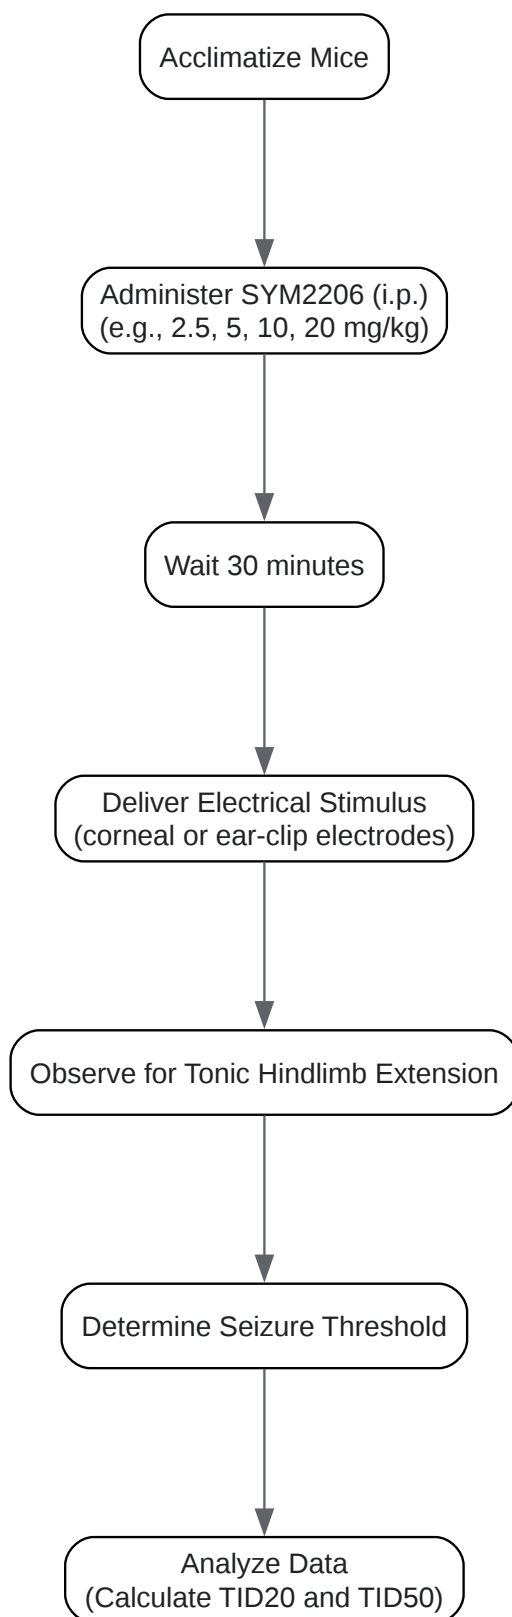 Acclimatize Mice
Administer SYM2206 (i.p.)
(e.g., 2.5, 5, 10, 20 mg/kg)
Wait 30 minutes
Deliver Electrical Stimulus
(corneal or ear-clip electrodes)
Observe for Tonic Hindlimb Extension
Determine Seizure Threshold
Analyze Data
(Calculate TID20 and TID50)